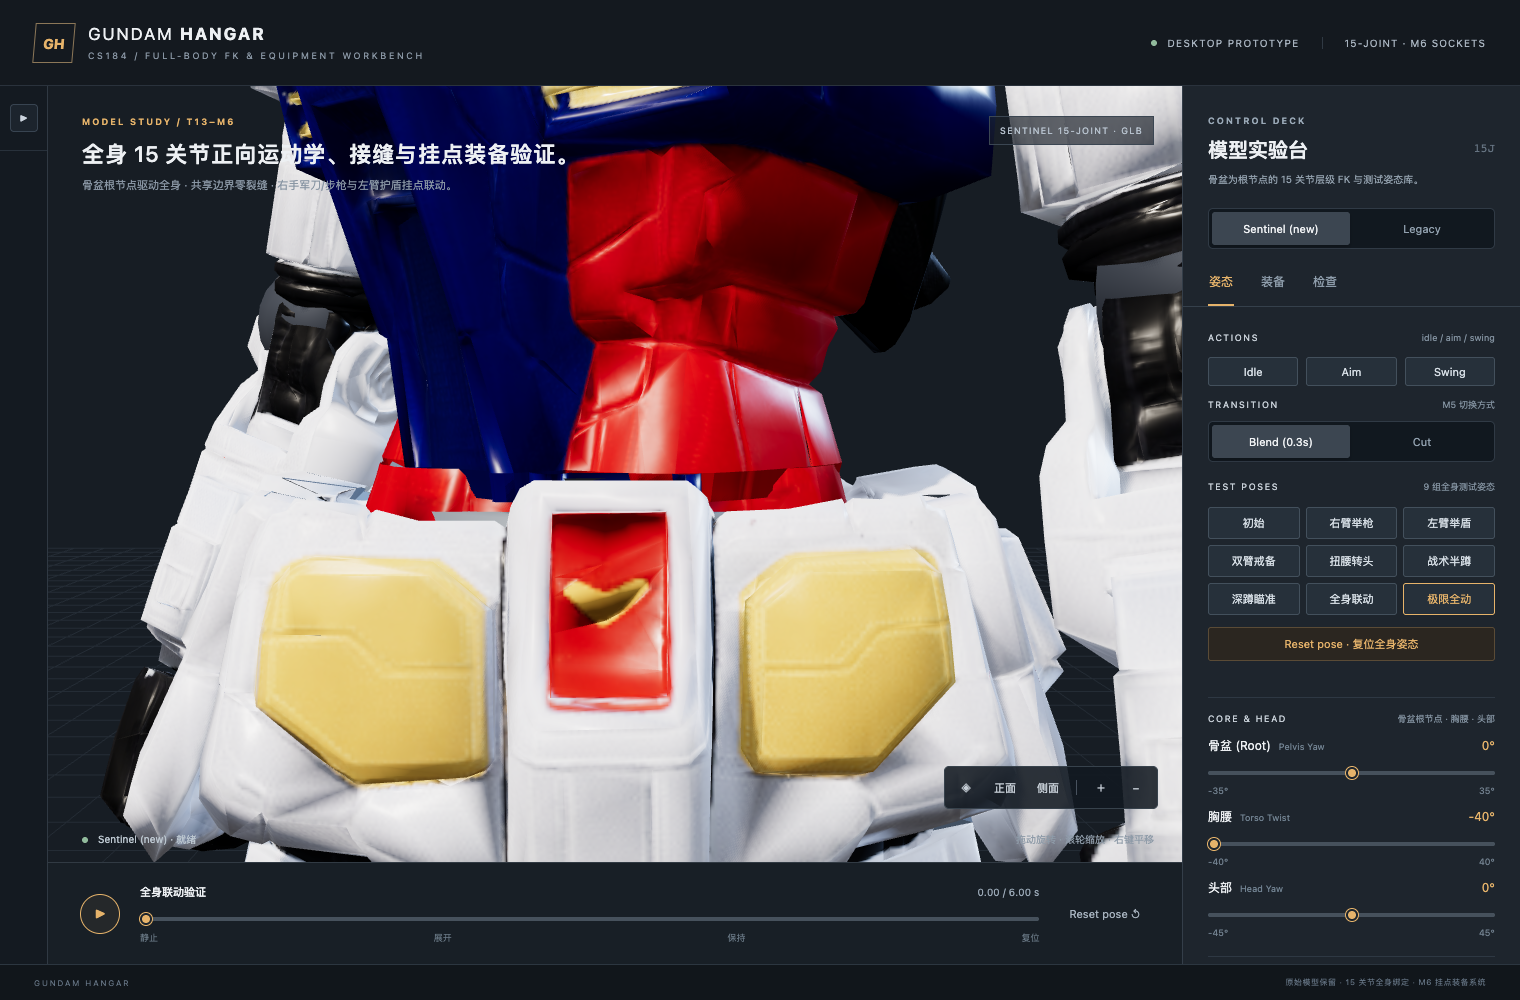 GH
GUNDAM HANGAR
CS184 / FULL-BODY FK & EQUIPMENT WORKBENCH
DESKTOP PROTOTYPE
15-JOINT · M6 SOCKETS
MODEL STUDY / T13–M6
全身 15 关节正向运动学、接缝与挂点装备验证。
骨盆根节点驱动全身 · 共享边界零裂缝 · 右手军刀/步枪与左臂护盾挂点联动。
SENTINEL 15-JOINT · GLB
正面
侧面
+
−
Sentinel (new) · 就绪
拖动旋转 · 滚轮缩放 · 右键平移
全身联动验证
0.00 / 6.00 s
静止
展开
保持
复位
Reset pose
CONTROL DECK
模型实验台
15J
骨盆为根节点的 15 关节层级 FK 与测试姿态库。
Sentinel (new)
Legacy
姿态
装备
检查
ACTIONS
idle / aim / swing
Idle
Aim
Swing
TRANSITION
M5 切换方式
Blend (0.3s)
Cut
TEST POSES
9 组全身测试姿态
初始
右臂举枪
左臂举盾
双臂戒备
扭腰转头
战术半蹲
深蹲瞄准
全身联动
极限全动
Reset pose · 复位全身姿态
CORE & HEAD
骨盆根节点 · 胸腰 · 头部
骨盆 (Root) Pelvis Yaw 0°
-35° 35°
胸腰 Torso Twist -40°
-40° 40°
头部 Head Yaw 0°
-45° 45°
GUNDAM HANGAR
原始模型保留 · 15 关节全身绑定 · M6 挂点装备系统